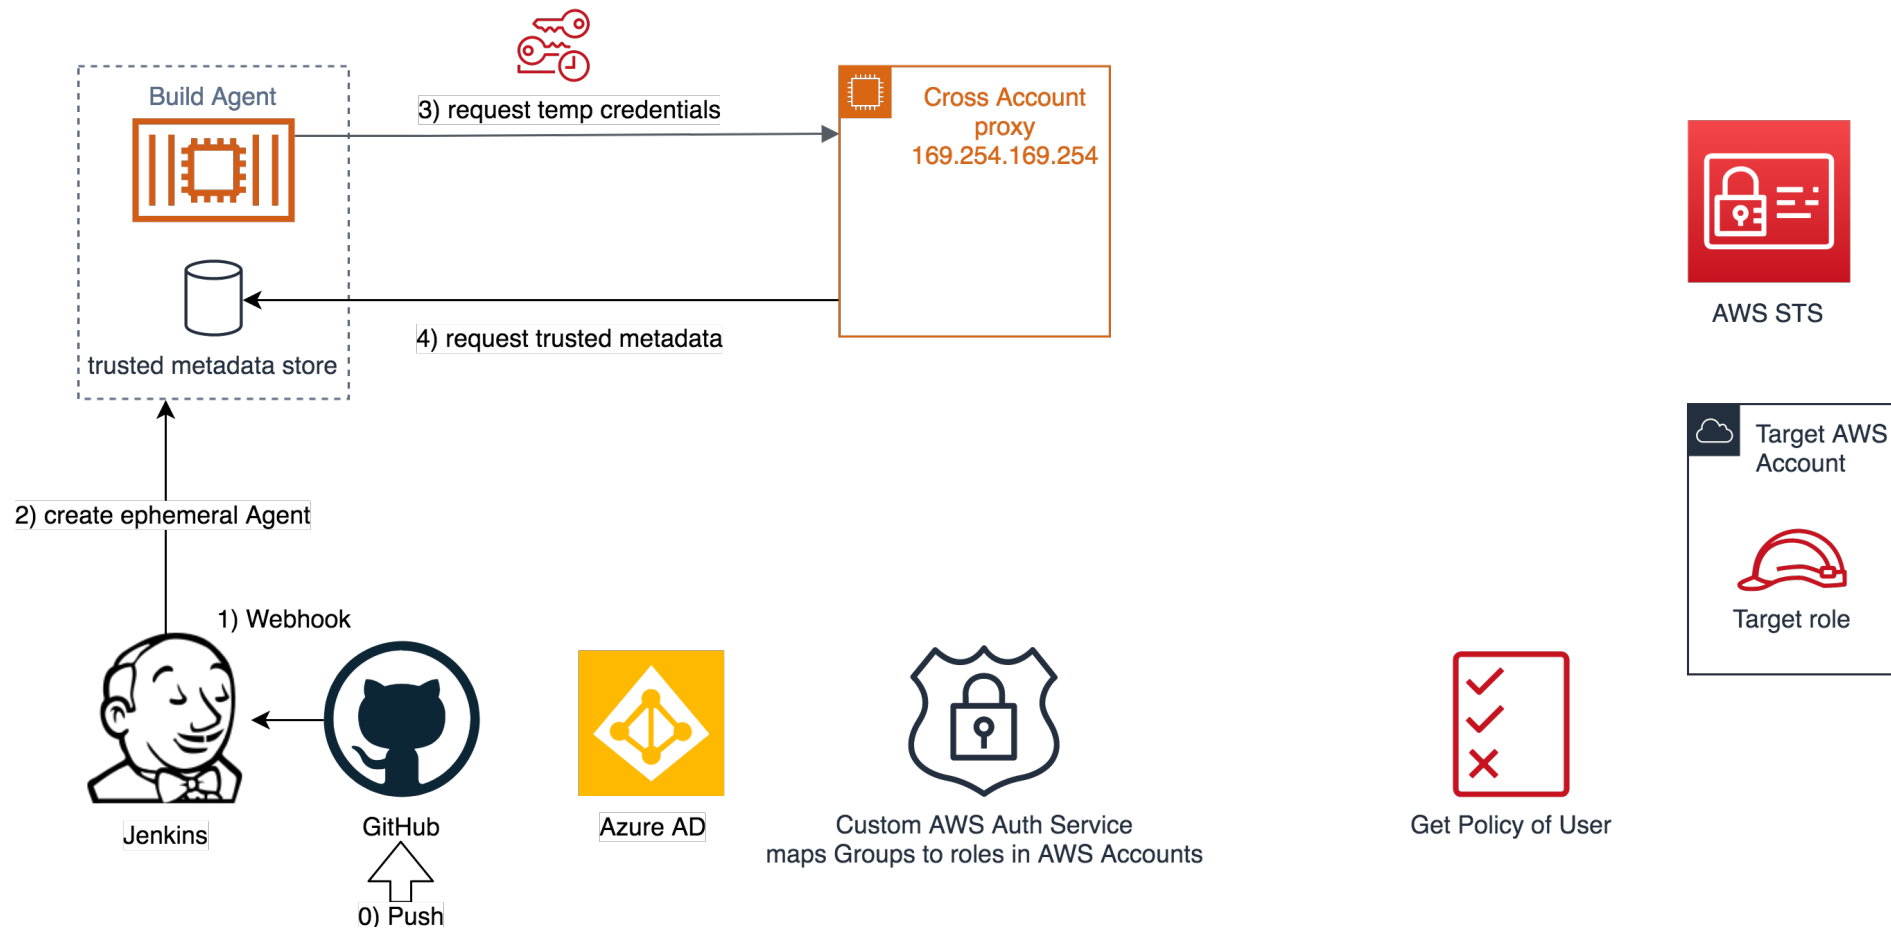 Build Agent
3) request temp credentials
Cross Account
proxy
169.254.169.254
AWS STS
4) request trusted metadata
trusted metadata store
Target AWS
Account
2) create ephemeral Agent
Target role
1) Webhook
Jenkins
GitHub
Azure AD
Custom AWS Auth Service
maps Groups to roles in AWS Accounts
Get Policy of User
0) Push